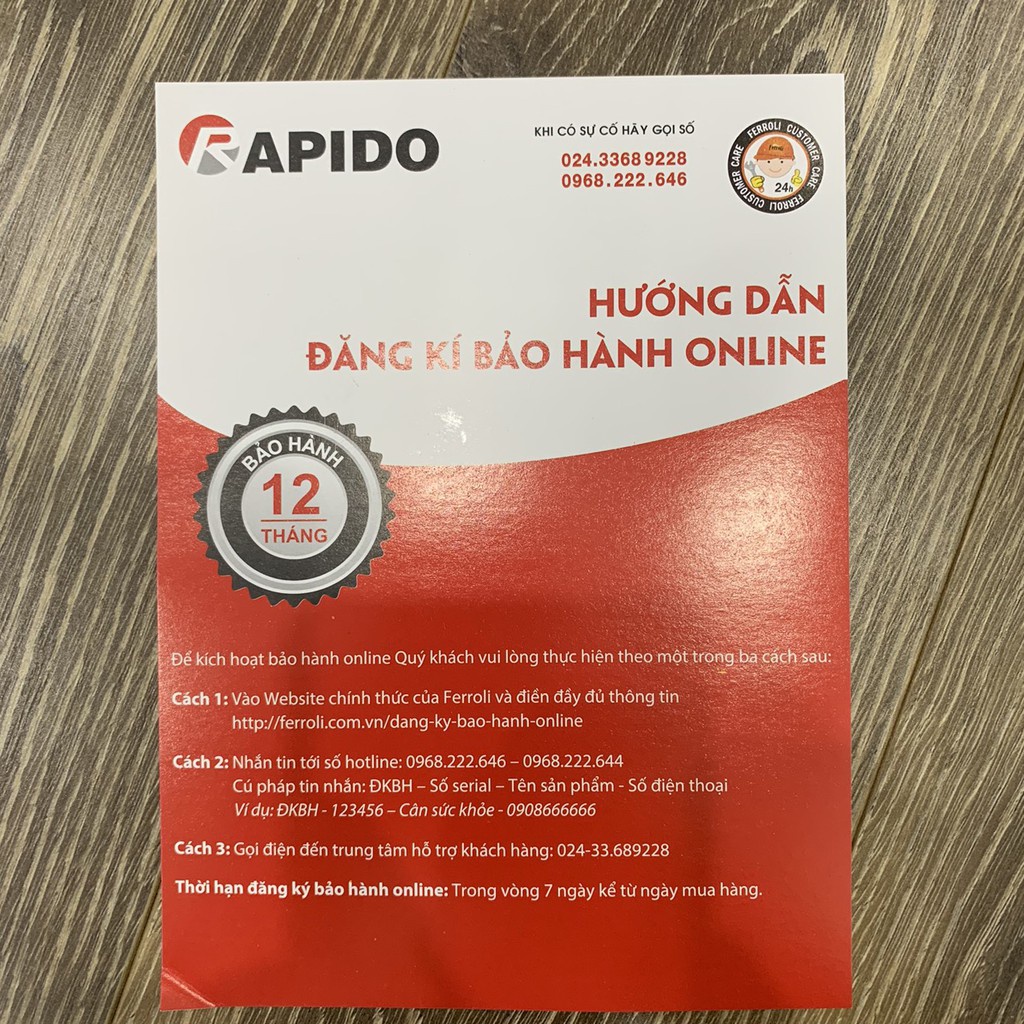 RAPIDO
KHI CÓ SỰ CỐ HÃY GỌI SỐ
024.3368 9228
0968.222.646
FERROLI CUSTOMER CARE FERROLI CUSTOMER CARE
24h
HƯỚNG DẪN
ĐĂNG KÍ BẢO HÀNH ONLINE
BẢO HÀNH
12
THÁNG
Để kích hoạt bảo hành online Quý khách vui lòng thực hiện theo một trong ba cách sau:
Cách 1: Vào Website chính thức của Ferroli và điền đầy đủ thông tin
http://ferroli.com.vn/dang-ky-bao-hanh-online
Cách 2: Nhắn tin tới số hotline: 0968.222.646 – 0968.222.644
Cú pháp tin nhắn: ĐKBH – Số serial – Tên sản phẩm - Số điện thoại
Ví dụ: ĐKBH - 123456 – Cân sức khỏe - 0908666666
Cách 3: Gọi điện đến trung tâm hỗ trợ khách hàng: 024-33.689228
Thời hạn đăng ký bảo hành online: Trong vòng 7 ngày kể từ ngày mua hàng.